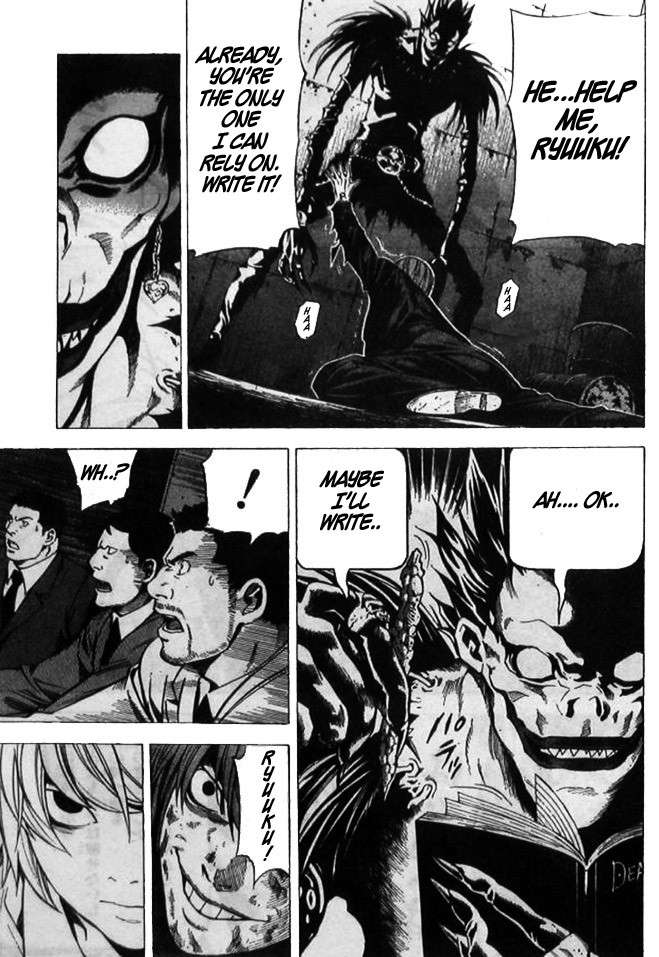 HE...HELP
ME,
RYUUKU!
ALREADY,
YOU'RE
THE ONLY
ONE
I CAN
RELY ON.
WRITE IT!
HAA
HAA
AH.... OK..
MAYBE
I'LL
WRITE..
DEA
!
WH..?
RYUUKU!